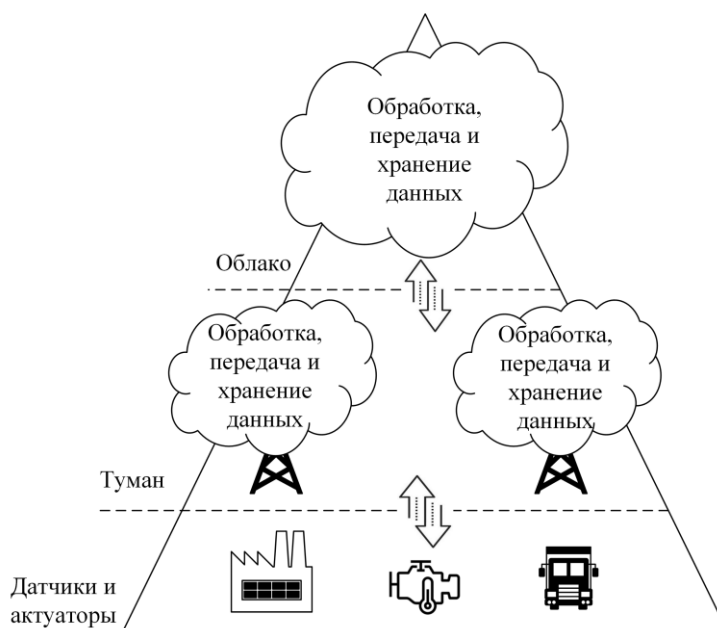 Обработка,
передача и
хранение
данных
Облако
Обработка,
передача и
хранение
данных
Обработка,
передача и
хранение
данных
Туман
Датчики и
актуаторы